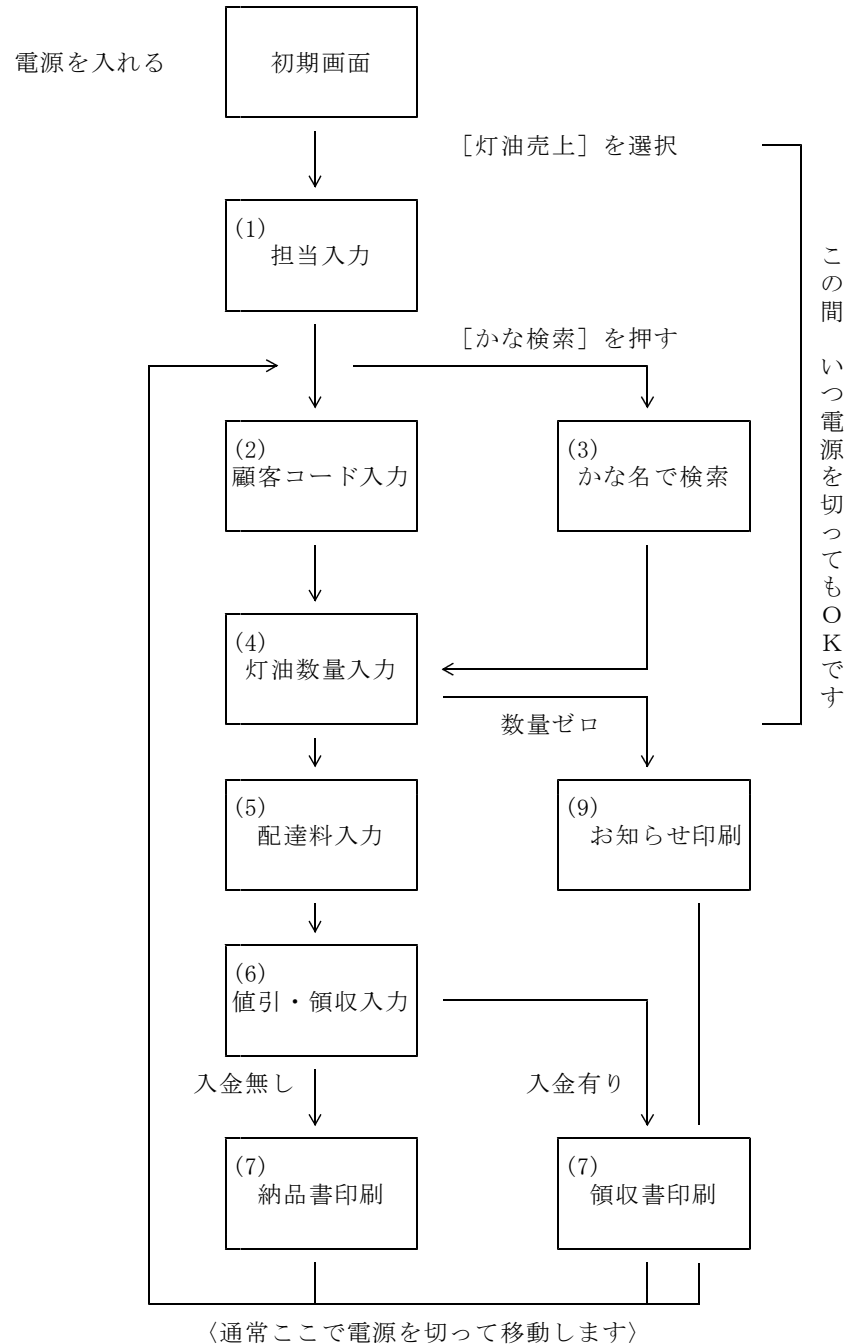 電源を入れる
初期画面
［灯油売上］を選択
(1)
担当入力
［かな検索］を押す
(2)
顧客コード入力
(3)
かな名で検索
(4)
灯油数量入力
数量ゼロ
この間　いつ電源を切ってもＯＫです
(5)
配達料入力
(9)
お知らせ印刷
(6)
値引・領収入力
入金無し
入金有り
(7)
納品書印刷
(7)
領収書印刷
〈通常ここで電源を切って移動します〉